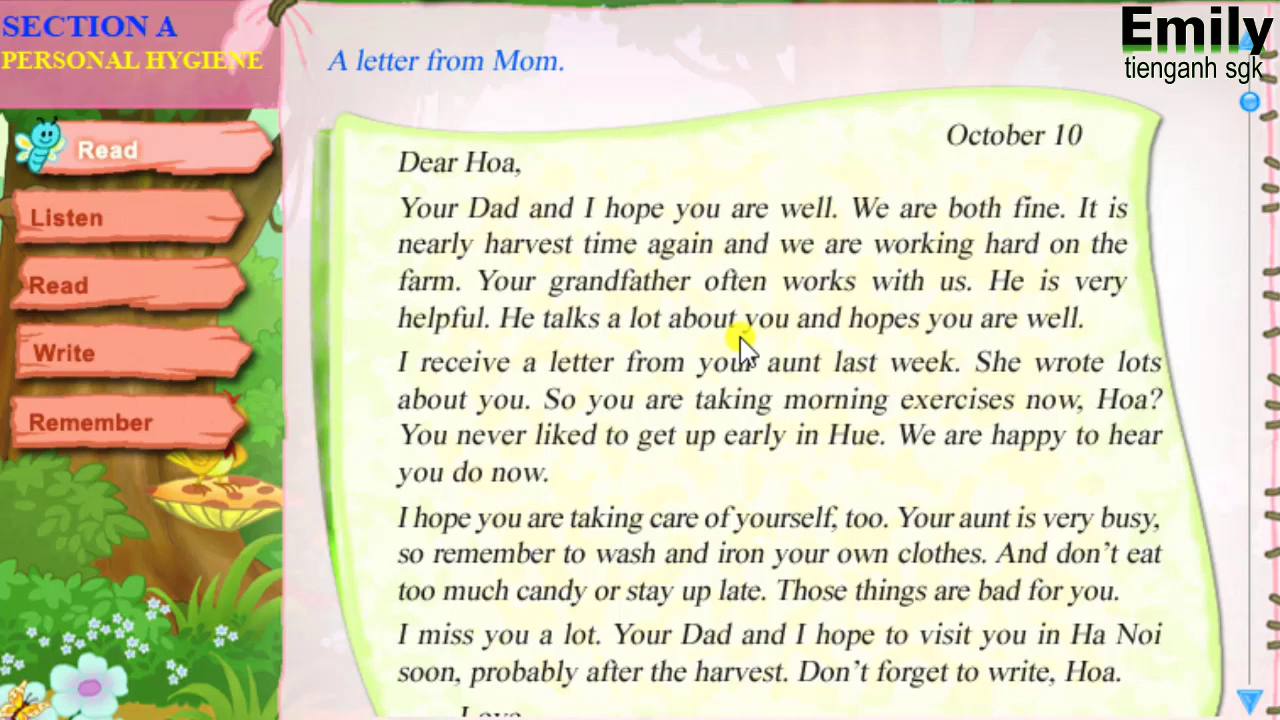 SECTION A
PERSONAL HYGIENE
Read
Listen
Read
Write
Remember
Emily
tienganh sgk
A letter from Mom.
October 10
Dear Hoa,
Your Dad and I hope you are well. We are both fine. It is
nearly harvest time again and we are working hard on the
farm. Your grandfather often works with us. He is very
helpful. He talks a lot about you and hopes you are well.
I receive a letter from your aunt last week. She wrote lots
about you. So you are taking morning exercises now, Hoa?
You never liked to get up early in Hue. We are happy to hear
you do now.
I hope you are taking care of yourself, too. Your aunt is very busy,
so remember to wash and iron your own clothes. And don't eat
too much candy or stay up late. Those things are bad for you.
I miss you a lot. Your Dad and I hope to visit you in Ha Noi
soon, probably after the harvest. Don't forget to write, Hoa.
Love,